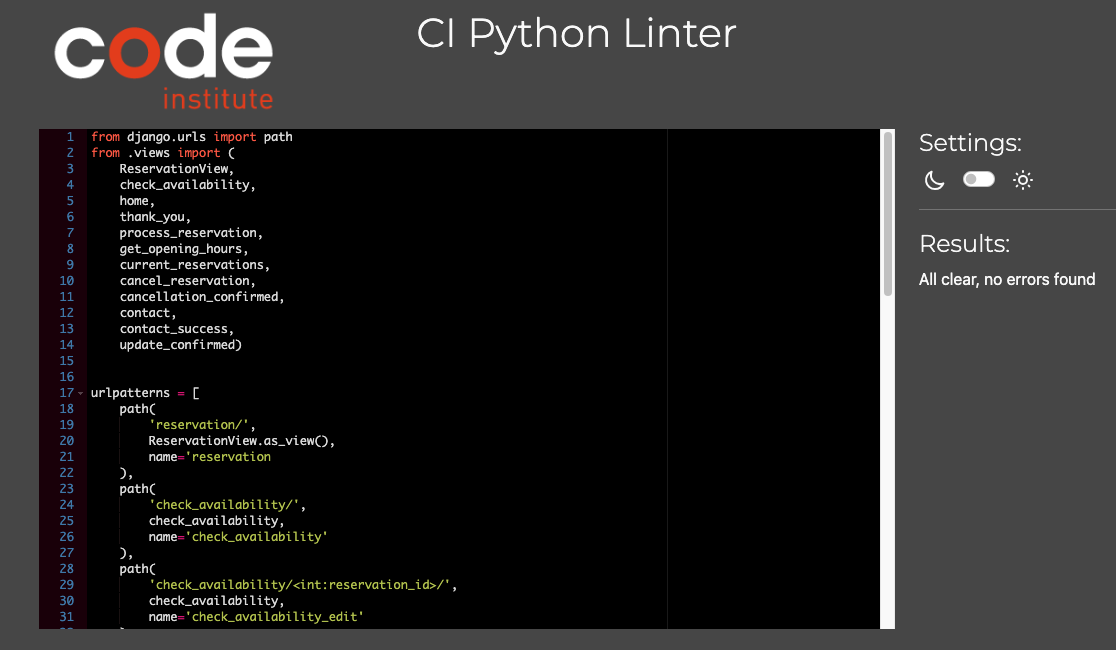 code
institute
CI Python Linter
1 from django.urls import path
2 from .views import (
3     ReservationView,
4     check_availability,
5     home,
6     thank_you,
7     process_reservation,
8     get_opening_hours,
9     current_reservations,
10     cancel_reservation,
11     cancellation_confirmed,
12     contact,
13     contact_success,
14     update_confirmed)
15
16
17 urlpatterns = [
18     path(
19         'reservation/',
20         ReservationView.as_view(),
21         name='reservation
22     ),
23     path(
24         'check_availability/',
25         check_availability,
26         name='check_availability'
27     ),
28     path(
29         'check_availability/<int:reservation_id>/',
30         check_availability,
31         name='check_availability_edit'
Settings:
Results:
All clear, no errors found